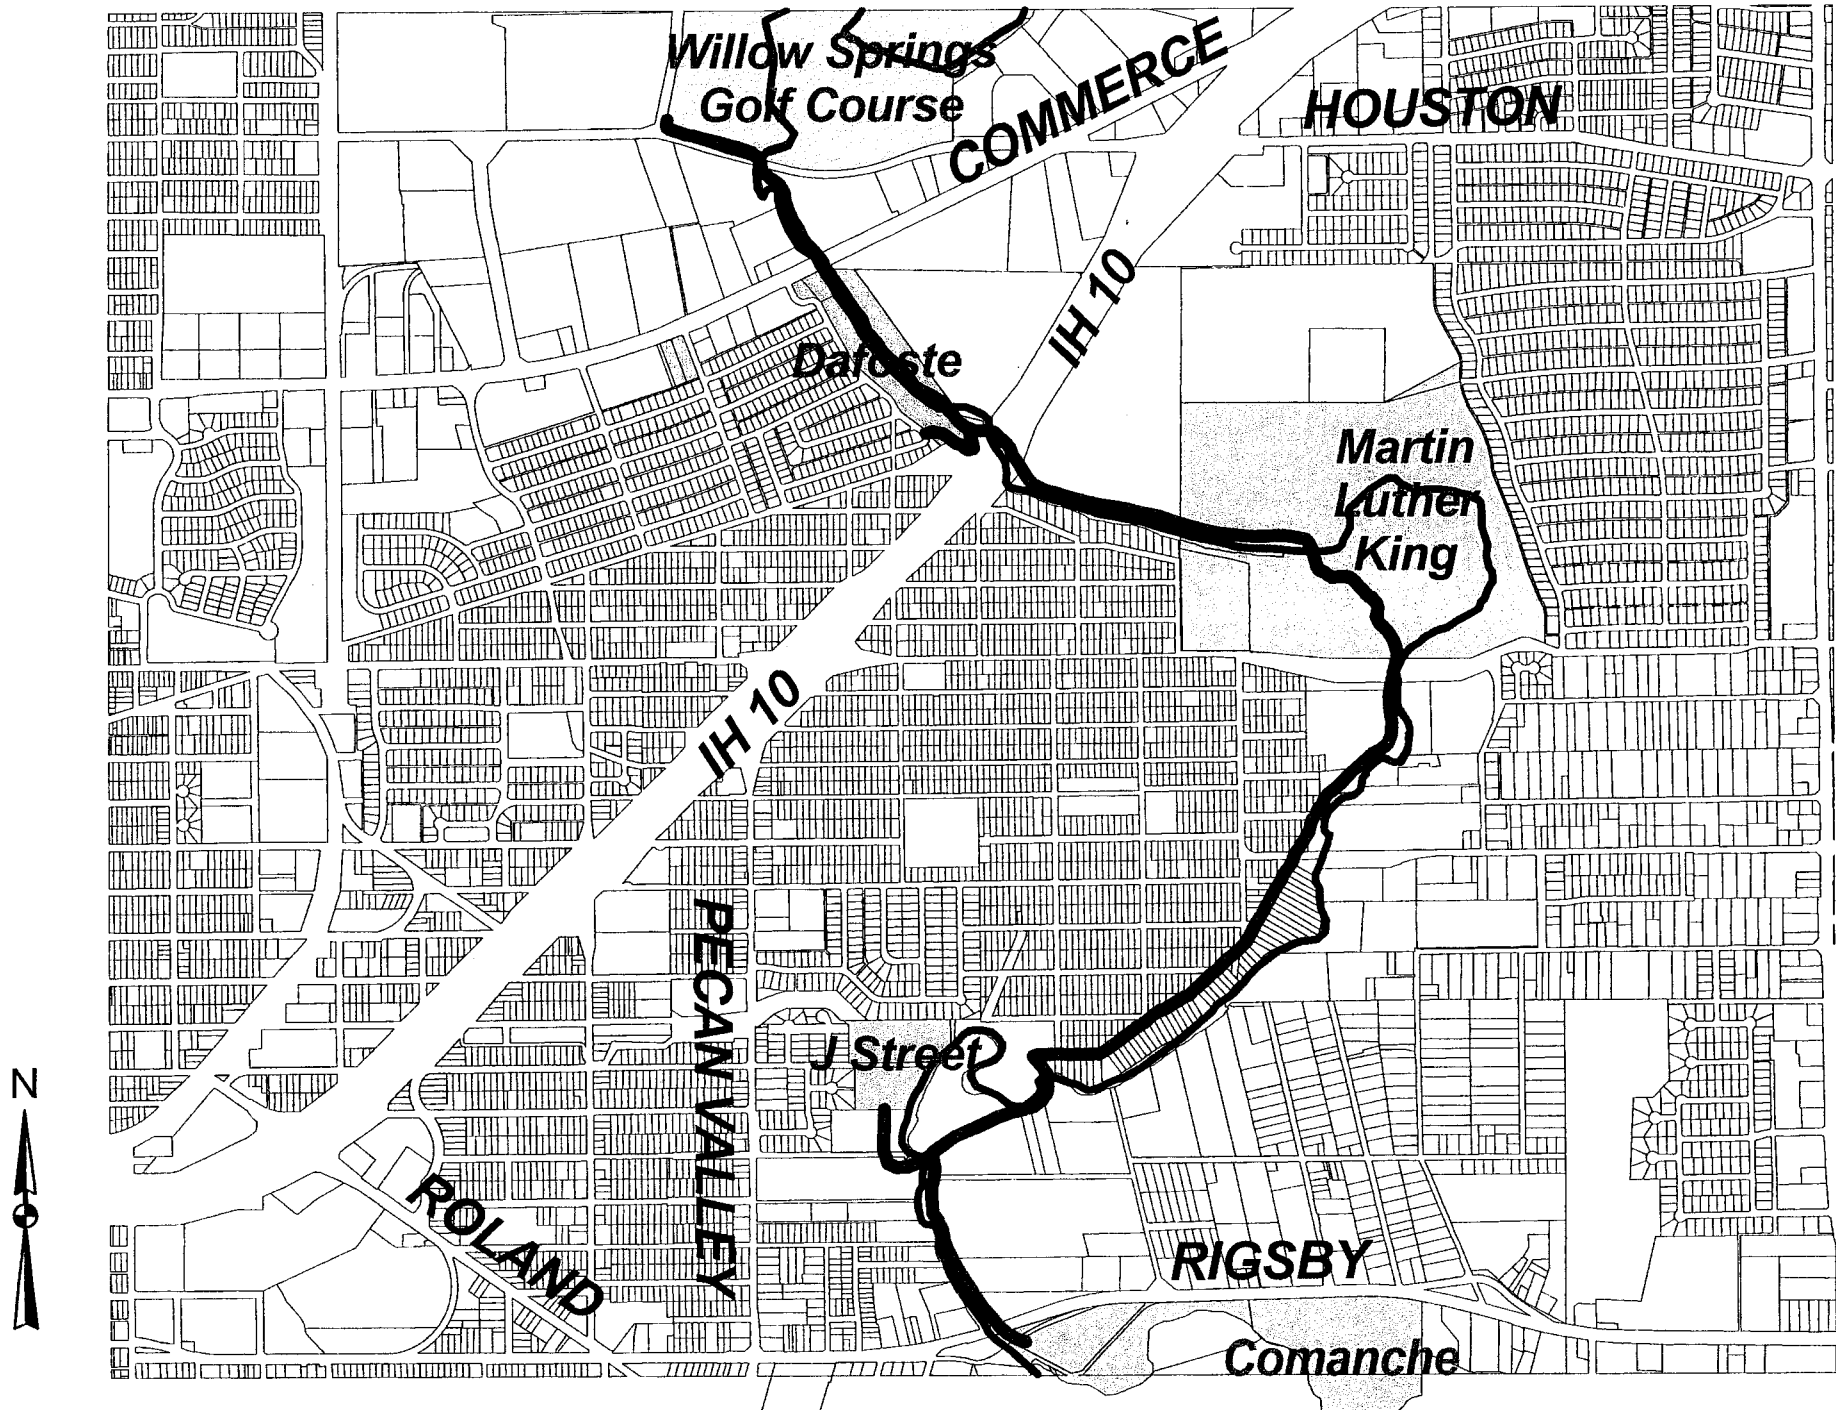 Willow Springs
Golf Course
COMMERCE
HOUSTON
IH 10
Dafoste
Martin
Luther
King
IH 10
PECAN VALLEY
J Street
N
ROLAND
RIGSBY
Comanche